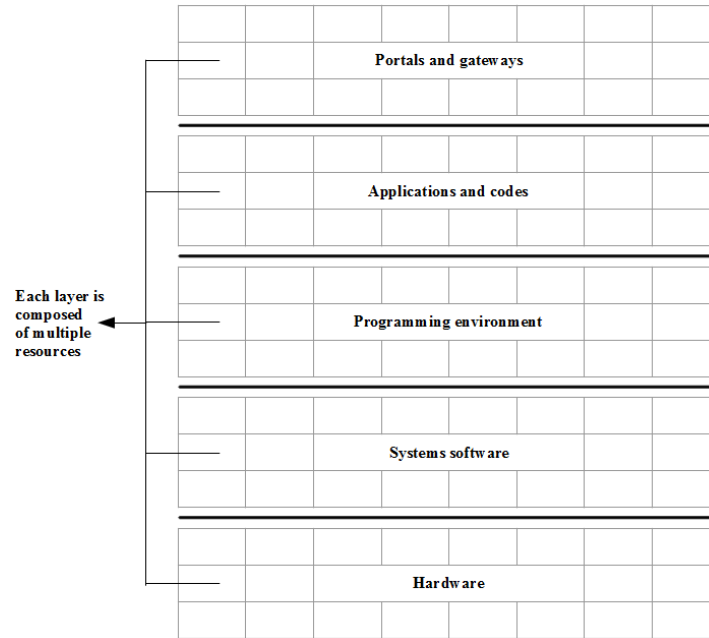 Portals and gateways
Applications and codes
Each layer is
composed
of multiple
resources
Programming environment
Systems software
Hardware